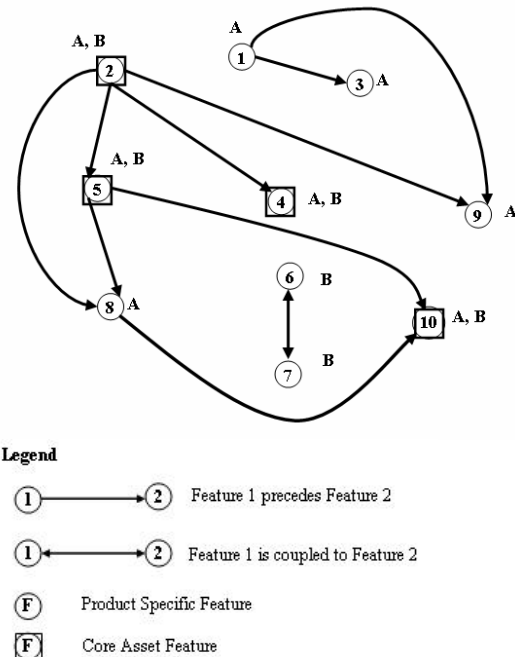 A
A, B
1
2
3 A
A, B
5
4 A, B
9 A
6 B
8 A
10 A, B
B
7
Legend
1 2 Feature 1 precedes Feature 2
1 2 Feature 1 is coupled to Feature 2
F Product Specific Feature
F Core Asset Feature